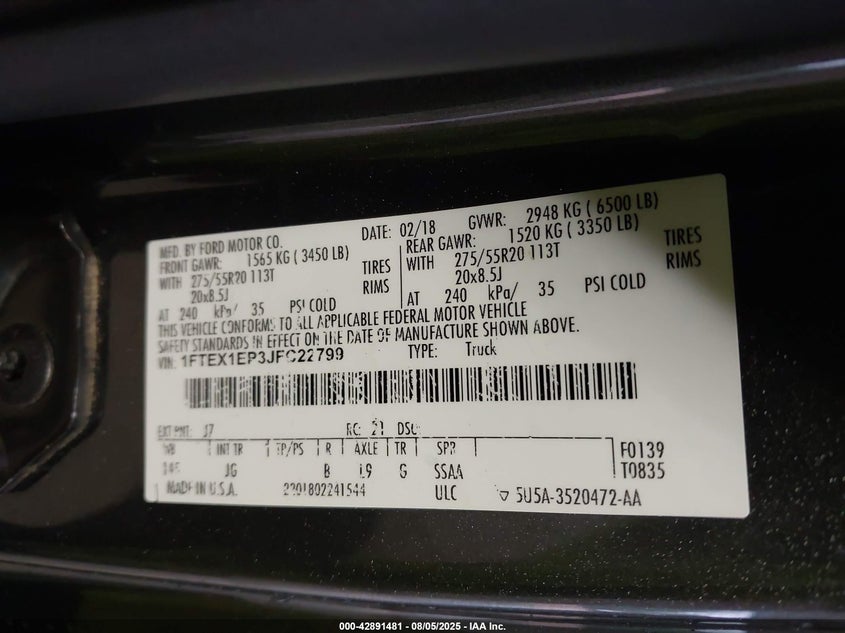 MFD. BY FORD MOTOR CO.
DATE: 02/18 GVWR: 2948 KG ( 6500 LB)
FRONT GAWR: 1565 KG ( 3450 LB) REAR GAWR: 1520 KG ( 3350 LB)
WITH 275/55R20 113T TIRES WITH 275/55R20 113T TIRES
20x8.5J RIMS 20x8.5J RIMS
AT 240 kPa/ 35 PSI COLD AT 240 kPa/ 35 PSI COLD
THIS VEHICLE CONFORMS TO ALL APPLICABLE FEDERAL MOTOR VEHICLE
SAFETY STANDARDS IN EFFECT ON THE DATE OF MANUFACTURE SHOWN ABOVE.
VIN: 1FTEX1EP3JFC22799 TYPE: Truck
EXT PNT: J7 RC: 21 DSO:
WB INT TR TP/PS R AXLE TR SPR F0139
145 JG B L9 G SSAA T0835
MADE IN U.S.A. 2201802241544 ULC 5U5A-3520472-AA
000-42891481 - 08/05/2025 - IAA Inc.